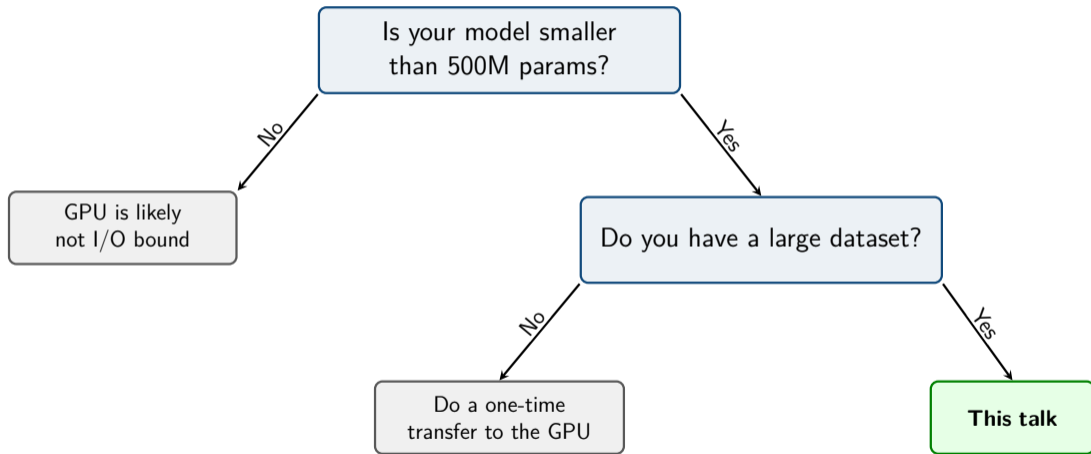 Is your model smaller
than 500M params?
No
Yes
GPU is likely
not I/O bound
Do you have a large dataset?
No
Yes
Do a one-time
transfer to the GPU
This talk